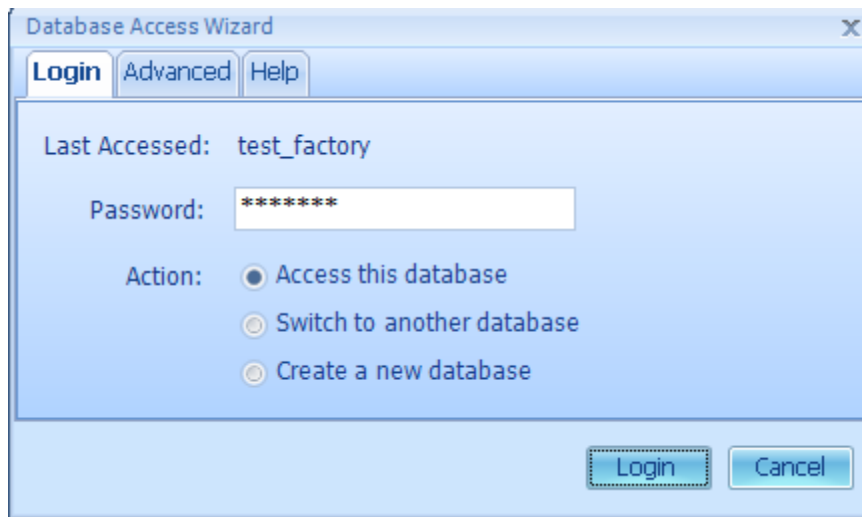 Database Access Wizard
Login Advanced Help
Last Accessed: test_factory
Password: *******
Action: Access this database
Switch to another database
Create a new database
Login Cancel